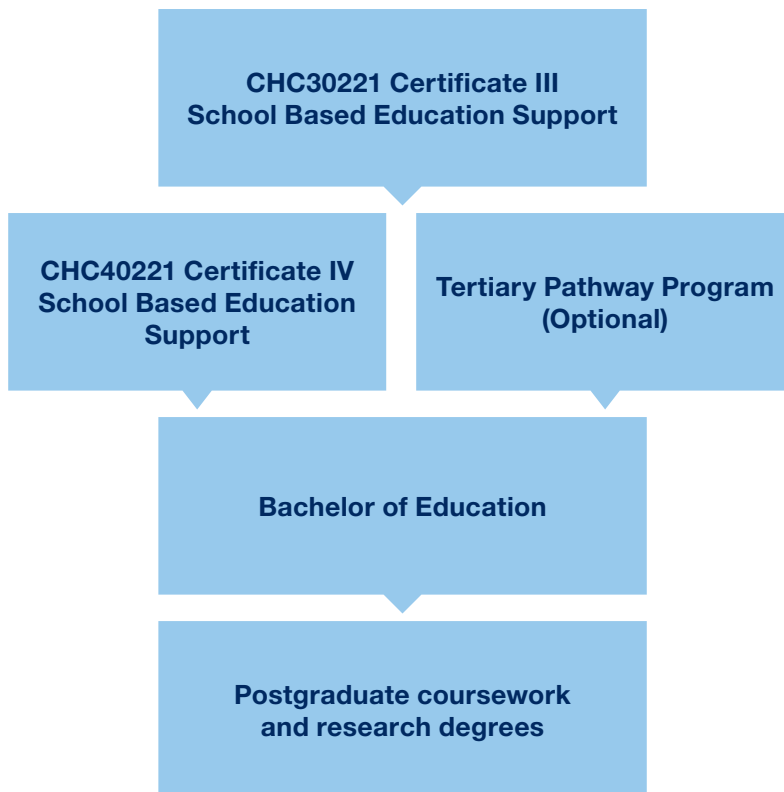 CHC30221 Certificate III
School Based Education Support
CHC40221 Certificate IV
School Based Education
Support
Tertiary Pathway Program
(Optional)
Bachelor of Education
Postgraduate coursework
and research degrees